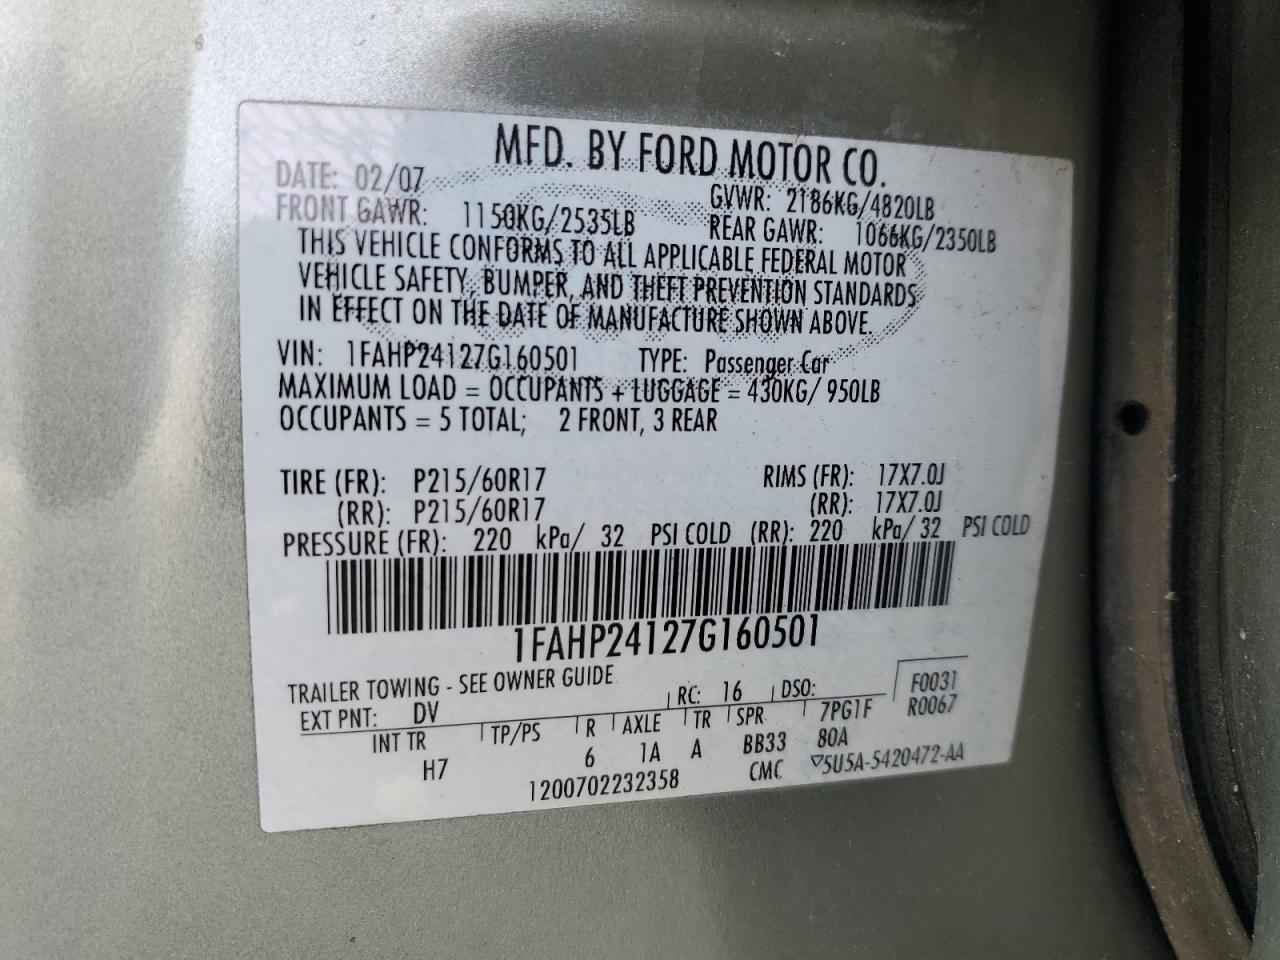 MFD. BY FORD MOTOR CO.
DATE: 02/07 GVWR: 2186KG/4820LB
FRONT GAWR: 1150KG/2535LB REAR GAWR: 1066KG/2350LB
THIS VEHICLE CONFORMS TO ALL APPLICABLE FEDERAL MOTOR
VEHICLE SAFETY, BUMPER, AND THEFT PREVENTION STANDARDS
IN EFFECT ON THE DATE OF MANUFACTURE SHOWN ABOVE.
VIN: 1FAHP24127G160501 TYPE: Passenger Car
MAXIMUM LOAD = OCCUPANTS + LUGGAGE = 430KG/ 950LB
OCCUPANTS = 5 TOTAL; 2 FRONT, 3 REAR
TIRE (FR): P215/60R17 RIMS (FR): 17X7.0J
(RR): P215/60R17 (RR): 17X7.0J
PRESSURE (FR): 220 kPa/ 32 PSI COLD (RR): 220 kPa/ 32 PSI COLD
1FAHP24127G160501
TRAILER TOWING - SEE OWNER GUIDE
EXT PNT: DV RC: 16 DSO: F0031
R0067
INT TR TP/PS R AXLE TR SPR 7PG1F
H7 6 1A A BB33 80A
1200702232358 CMC ▽5U5A-5420472-AA